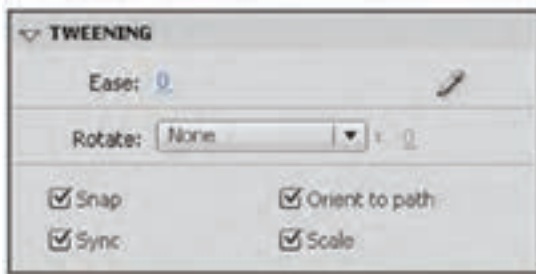 TWEENING
Ease: 0
Rotate: None x 0
Snap Orient to path
Sync Scale